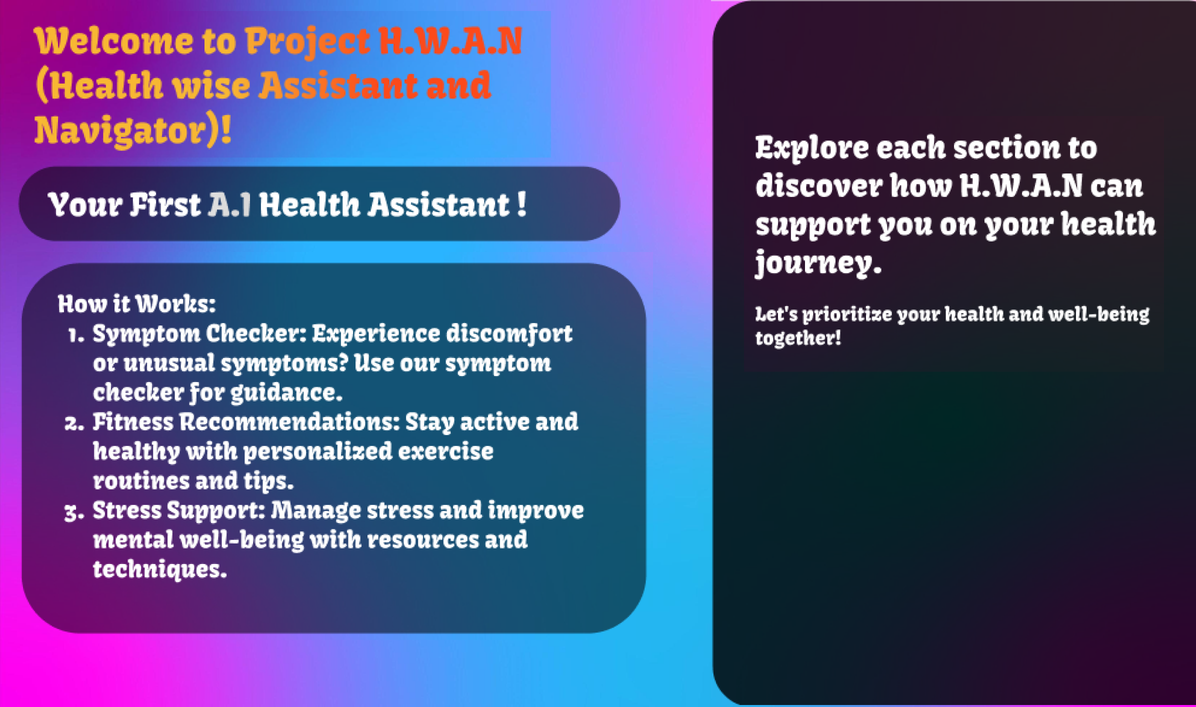 Welcome to Project H.W.A.N
(Health wise Assistant and
Navigator)!
Your First A.I Health Assistant !
How it Works:
1. Symptom Checker: Experience discomfort
or unusual symptoms? Use our symptom
checker for guidance.
2. Fitness Recommendations: Stay active and
healthy with personalized exercise
routines and tips.
3. Stress Support: Manage stress and improve
mental well-being with resources and
techniques.
Explore each section to
discover how H.W.A.N can
support you on your health
journey.
Let's prioritize your health and well-being
together!